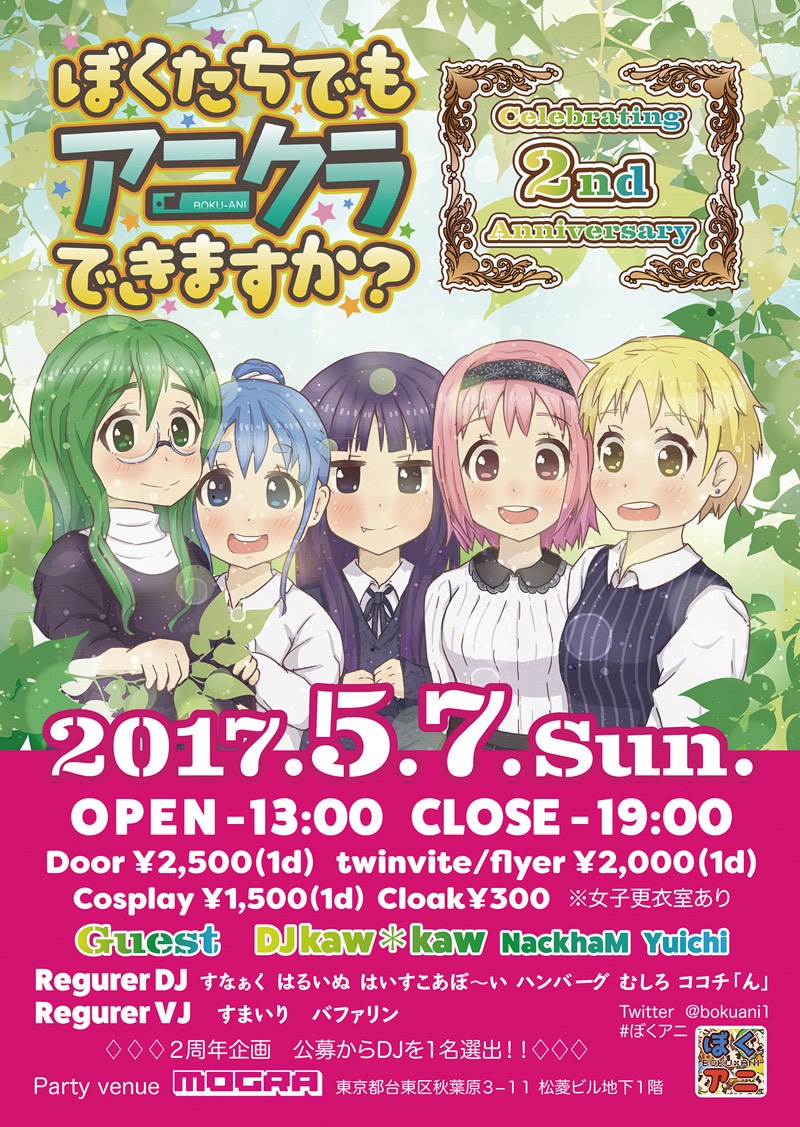 ぼくたちでも
アニクラ
BOKU-ANI
できますか?
Celebrating
2nd
Anniversary
2017.5.7.Sun.
OPEN-13:00 CLOSE-19:00
Door ¥2,500(1d) twinvite/flyer ¥2,000(1d)
Cosplay ¥1,500(1d) Cloak¥300 ※女子更衣室あり
Guest DJ kaw*kaw NackhaM Yuichi
Regurer DJ すなぁく はるいぬ はいすこあぼ〜い ハンバーグ むしろ ココチ「ん」
Regurer VJ すまいり バファリン
Twitter @bokuani1
#ぼくアニ
◇◇◇2周年企画 公募からDJを1名選出!!◇◇◇
ぼく
BOKU×ANI
アニ
Party venue MOGRA 東京都台東区秋葉原3-11 松菱ビル地下1階